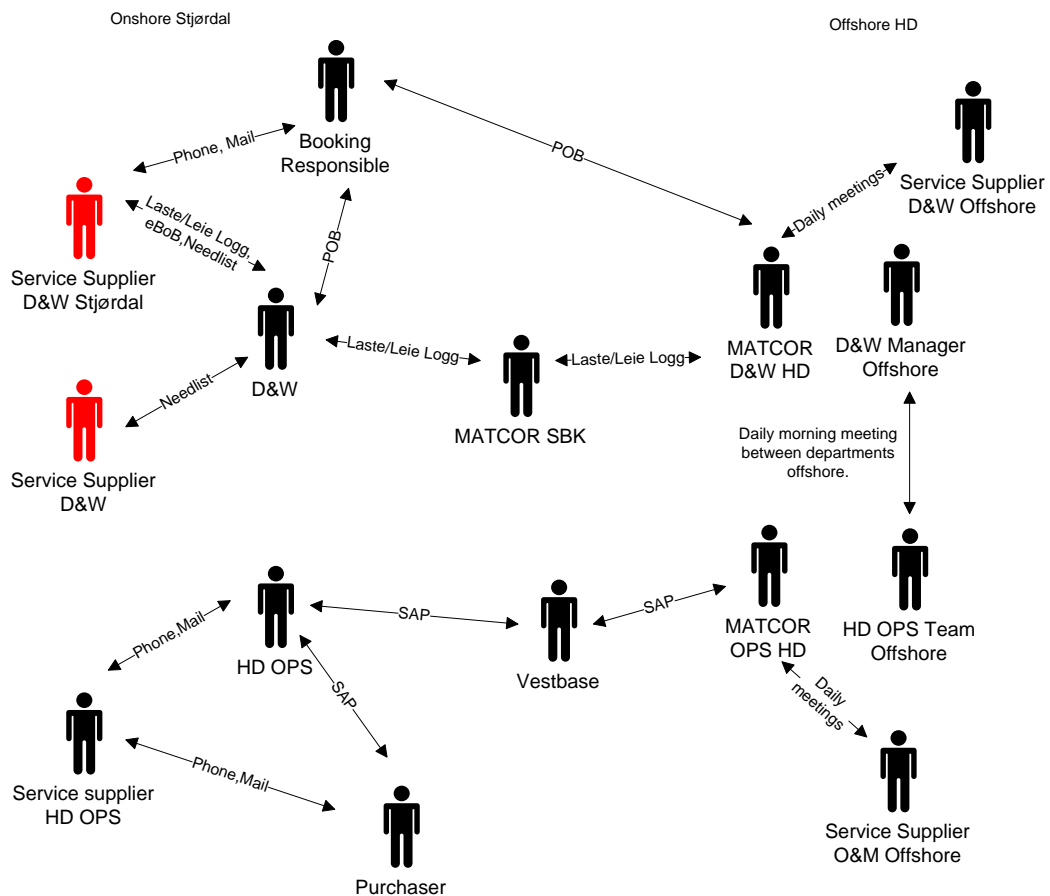 Onshore Stjørdal
Offshore HD
Booking
Responsible
Phone, Mail
POB
Service Supplier
D&W Offshore
Daily meetings
Laste/Leie Logg,
eBoB,Needlist
Service Supplier
D&W Stjørdal
POB
D&W
Laste/Leie Logg
MATCOR SBK
Laste/Leie Logg
MATCOR
D&W HD
D&W Manager
Offshore
Needlist
Service Supplier
D&W
Daily morning meeting
between departments
offshore.
HD OPS
SAP
Vestbase
SAP
MATCOR
OPS HD
HD OPS Team
Offshore
Phone,Mail
SAP
Daily
meetings
Service supplier
HD OPS
Phone,Mail
Purchaser
Service Supplier
O&M Offshore